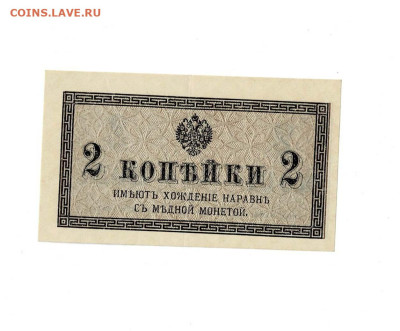 COINS.LAVE.RU
2 КОПѢЙКИ 2
ИМѢЮТЪ ХОЖДЕНІЕ НАРАВНѢ
СЪ МѢДНОЙ МОНЕТОЙ.